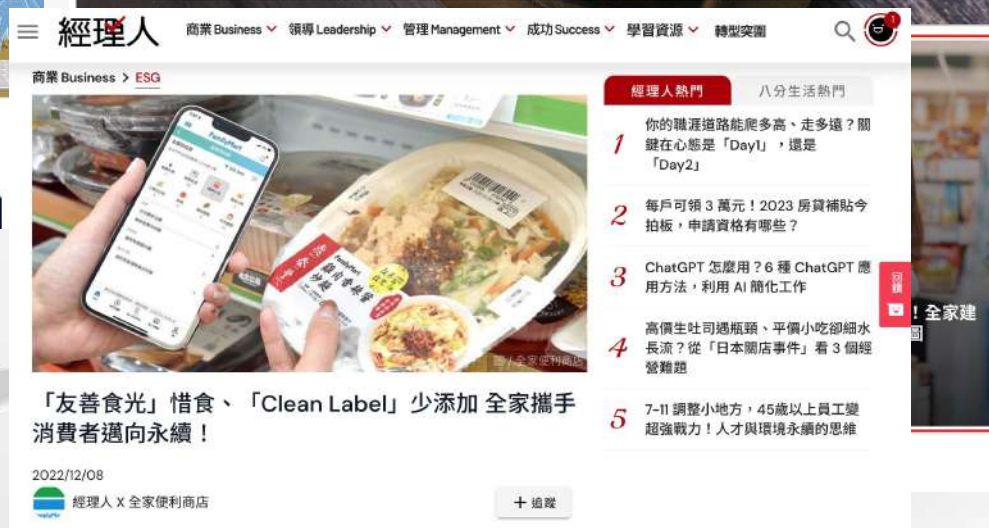 經理人
商業 Business
領導 Leadership
管理 Management
成功 Success
學習資源
轉型突圍
1
商業 Business > ESG
FamilyMart
圖／全家便利商店
「友善食光」惜食、「Clean Label」少添加 全家攜手
消費者邁向永續！
2022/12/08
經理人 X 全家便利商店
+ 追蹤
經理人熱門
八分生活熱門
1
你的職涯道路能爬多高、走多遠？關
鍵在心態是「Day1」，還是
「Day2」
2
每戶可領 3 萬元！2023 房貸補貼今
拍板，申請資格有哪些？
3
ChatGPT 怎麼用？6 種 ChatGPT 應
用方法，利用 AI 簡化工作
4
高價生吐司遇瓶頸、平價小吃卻細水
長流？從「日本關店事件」看 3 個經
營難題
5
7-11 調整小地方，45歲以上員工變
超強戰力！人才與環境永續的思維
回饋
！全家建
圖